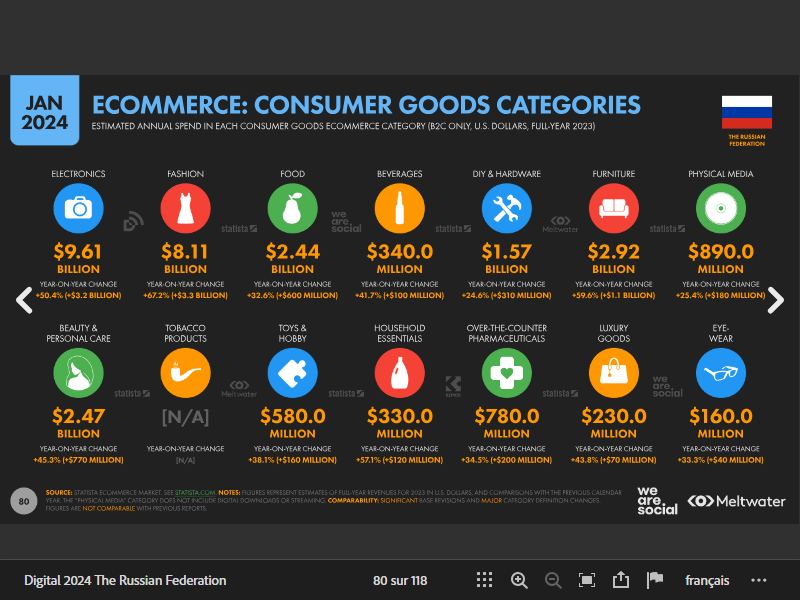 JAN
2024
ECOMMERCE: CONSUMER GOODS CATEGORIES
ESTIMATED ANNUAL SPEND IN EACH CONSUMER GOODS ECOMMERCE CATEGORY (B2C ONLY, U.S. DOLLARS, FULL-YEAR 2023)
THE RUSSIAN
FEDERATION
ELECTRONICS
$9.61
BILLION
YEAR-ON-YEAR CHANGE
+50.4% (+$3.2 BILLION)
FASHION
$8.11
BILLION
YEAR-ON-YEAR CHANGE
+67.2% (+$3.3 BILLION)
FOOD
$2.44
BILLION
YEAR-ON-YEAR CHANGE
+32.6% (+$600 MILLION)
BEVERAGES
$340.0
MILLION
YEAR-ON-YEAR CHANGE
+41.7% (+$100 MILLION)
DIY & HARDWARE
$1.57
BILLION
YEAR-ON-YEAR CHANGE
+24.6% (+$310 MILLION)
FURNITURE
$2.92
BILLION
YEAR-ON-YEAR CHANGE
+59.6% (+$1.1 BILLION)
PHYSICAL MEDIA
$890.0
MILLION
YEAR-ON-YEAR CHANGE
+25.4% (+$180 MILLION)
statista
we
are.
social
statista
Meltwater
statista
BEAUTY &
PERSONAL CARE
$2.47
BILLION
YEAR-ON-YEAR CHANGE
+45.3% (+$770 MILLION)
TOBACCO
PRODUCTS
[N/A]
YEAR-ON-YEAR CHANGE
[N/A]
TOYS &
HOBBY
$580.0
MILLION
YEAR-ON-YEAR CHANGE
+38.1% (+$160 MILLION)
HOUSEHOLD
ESSENTIALS
$330.0
MILLION
YEAR-ON-YEAR CHANGE
+57.1% (+$120 MILLION)
OVER-THE-COUNTER
PHARMACEUTICALS
$780.0
MILLION
YEAR-ON-YEAR CHANGE
+34.5% (+$200 MILLION)
LUXURY
GOODS
$230.0
MILLION
YEAR-ON-YEAR CHANGE
+43.8% (+$70 MILLION)
EYE-
WEAR
$160.0
MILLION
YEAR-ON-YEAR CHANGE
+33.3% (+$40 MILLION)
statista
Meltwater
statista
KEPIOS
statista
we
are.
social
80
SOURCE: STATISTA ECOMMERCE MARKET. SEE STATISTA.COM. NOTES: FIGURES REPRESENT ESTIMATES OF FULL-YEAR REVENUES FOR 2023 IN U.S. DOLLARS, AND COMPARISONS WITH THE PREVIOUS CALENDAR
YEAR. THE "PHYSICAL MEDIA" CATEGORY DOES NOT INCLUDE DIGITAL DOWNLOADS OR STREAMING. COMPARABILITY: SIGNIFICANT BASE REVISIONS AND MAJOR CATEGORY DEFINITION CHANGES.
FIGURES ARE NOT COMPARABLE WITH PREVIOUS REPORTS.
we
are.
social
Meltwater
Digital 2024 The Russian Federation
80 sur 118
français